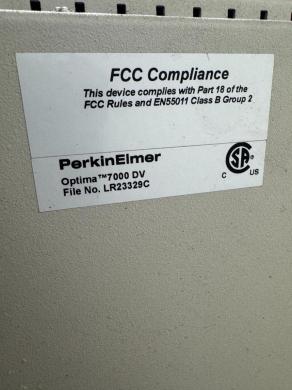 FCC Compliance
This device complies with Part 18 of the
FCC Rules and EN55011 Class B Group 2
PerkinElmer
Optima™7000 DV
File No. LR23329C
SA
C US